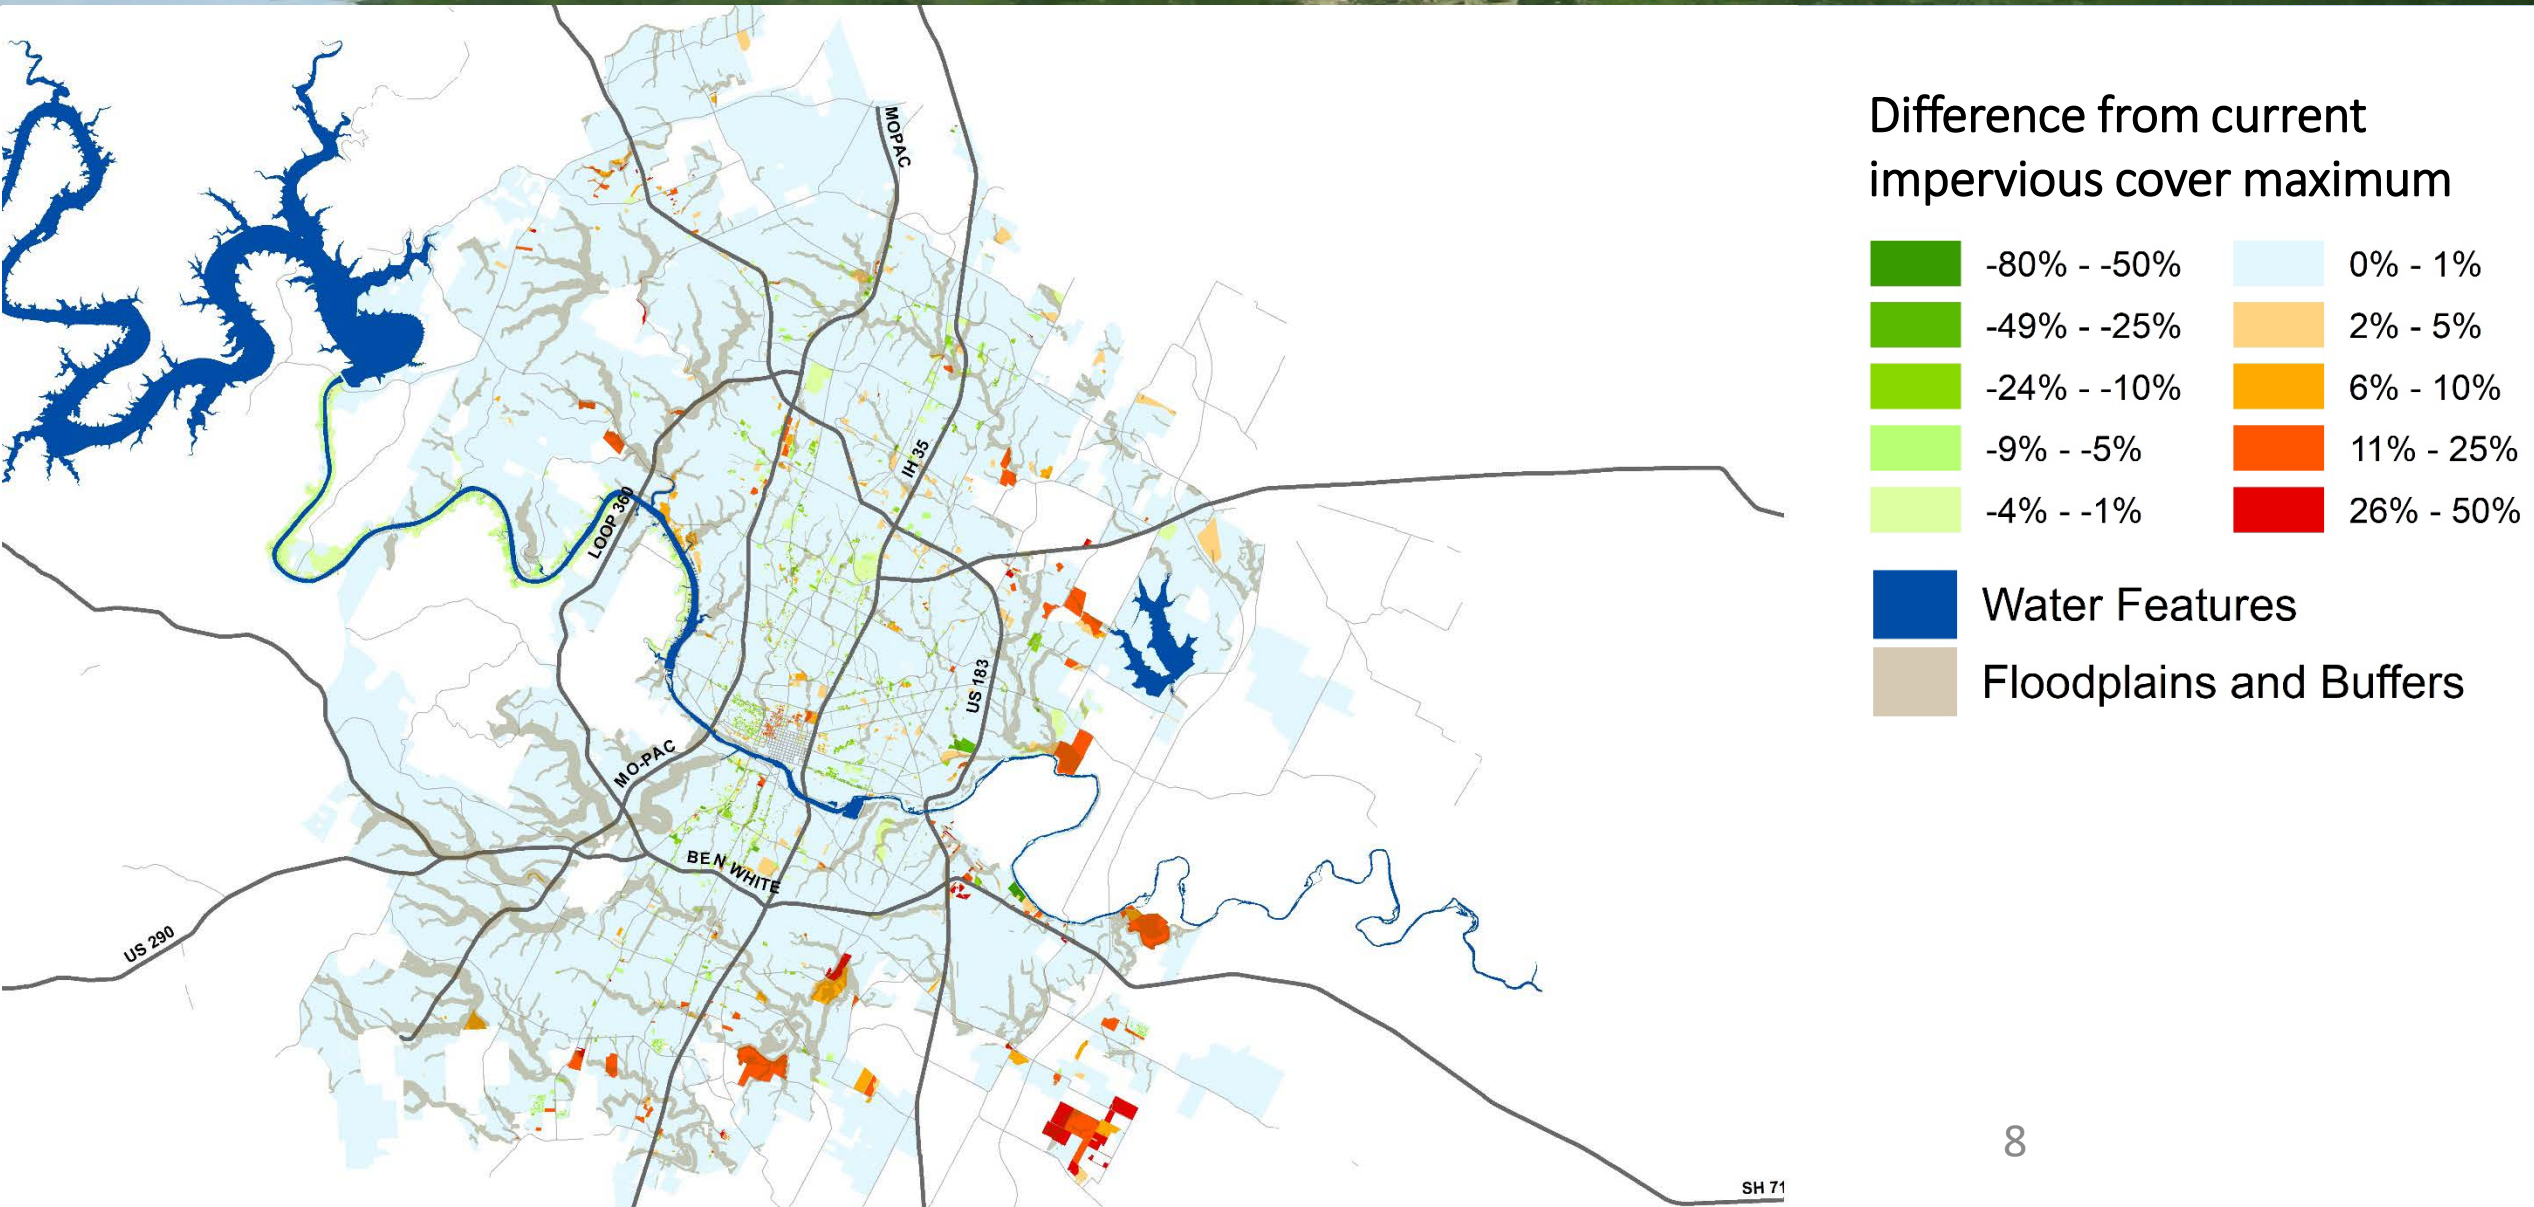 MOPAC
Difference from current
impervious cover maximum
-80% - -50%
0% - 1%
-49% - -25%
2% - 5%
-24% - -10%
6% - 10%
-9% - -5%
11% - 25%
-4% - -1%
26% - 50%
IH 35
LOOP 360
Water Features
US 183
Floodplains and Buffers
MO-PAC
BEN WHITE
US 290
8
SH 71